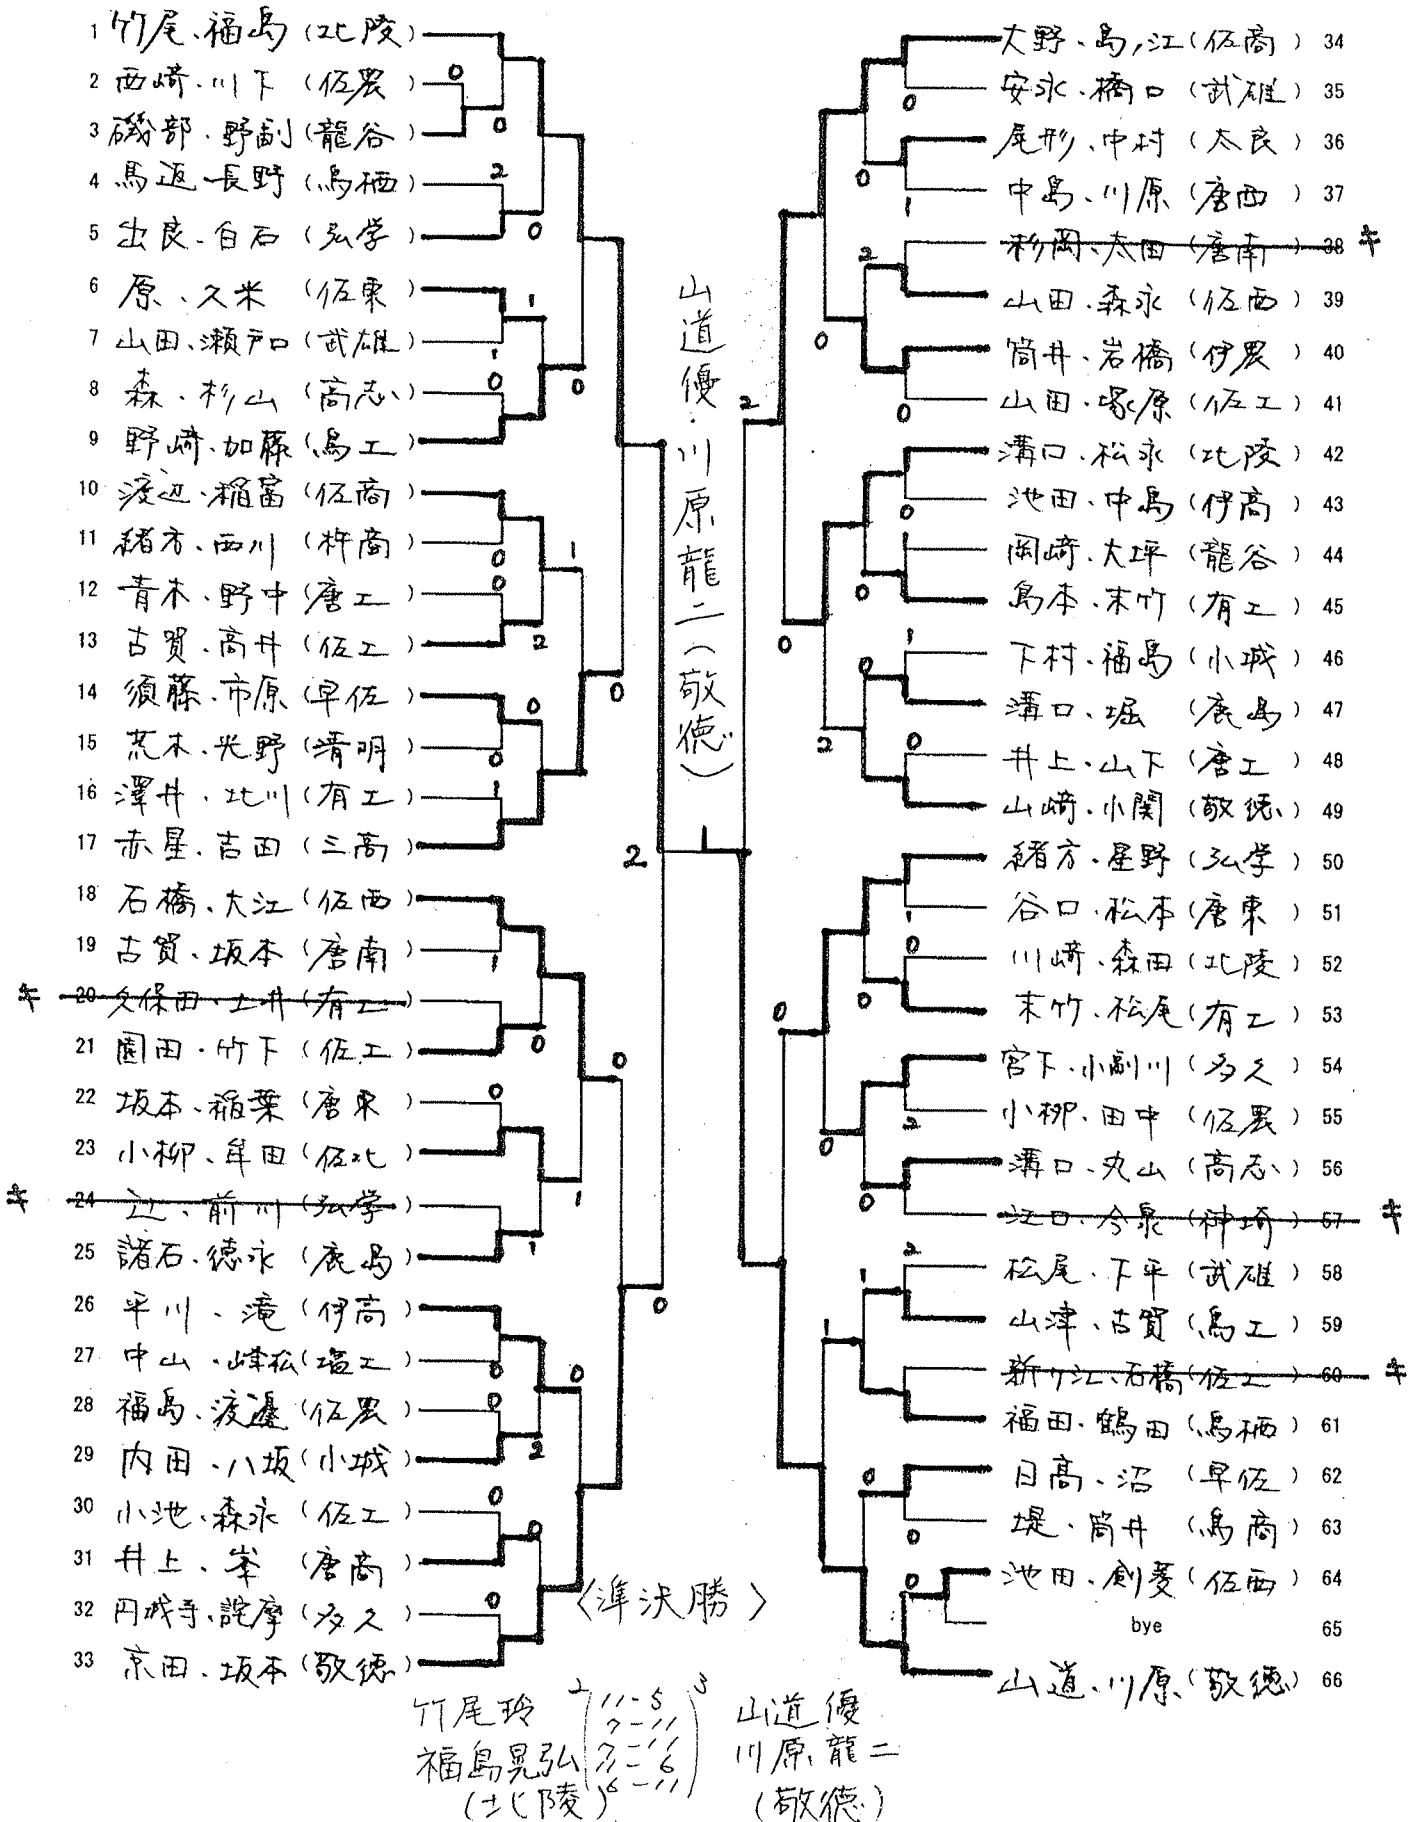 1 竹尾・福島(北陵)
2 西崎・川下(佐農)
3 磯部・野副(龍谷)
4 馬返・長野(鳥栖)
5 出良・白石(弘学)
6 原・久米(佐東)
7 山田・瀬戸口(武雄)
8 森・杉山(高志)
9 野崎・加藤(鳥工)
10 渡辺・稲富(佐商)
11 緒方・西川(杵商)
12 青木・野中(唐工)
13 古賀・高井(佐工)
14 須藤・市原(早佐)
15 荒木・光野(清明)
16 澤井・北川(有工)
17 赤星・吉田(三高)
18 石橋・大江(佐西)
19 古賀・坂本(唐南)
キ 20 久保田・土井(有工)
21 園田・竹下(佐工)
22 坂本・稲葉(唐東)
23 小柳・牟田(佐北)
キ 24 辻・前川(弘学)
25 諸石・徳永(鹿島)
26 平川・滝(伊高)
27 中山・峰松(塩工)
28 福島・渡邊(佐農)
29 内田・八坂(小城)
30 小池・森永(佐工)
31 井上・峯(唐商)
32 円城寺・詫摩(多久)
33 京田・坂本(敬徳)
山道優・川原龍二(敬徳)
大野・島ノ江(佐商) 34
安永・橋口(武雄) 35
尾形・中村(太良) 36
中島・川原(唐西) 37
杉岡・太田(唐南) 38 キ
山田・森永(佐西) 39
筒井・岩橋(伊農) 40
山田・塚原(佐工) 41
溝口・松永(北陵) 42
池田・中島(伊高) 43
岡崎・大坪(龍谷) 44
島本・末竹(有工) 45
下村・福島(小城) 46
溝口・堀(鹿島) 47
井上・山下(唐工) 48
山崎・小関(敬徳) 49
緒方・星野(弘学) 50
谷口・松本(唐東) 51
川崎・森田(北陵) 52
末竹・松尾(有工) 53
宮下・小副川(多久) 54
小柳・田中(佐農) 55
溝口・丸山(高志) 56
江口・今泉(神埼) 57 キ
松尾・下平(武雄) 58
山津・古賀(鳥工) 59
新ヶ江・石橋(佐工) 60 キ
福田・鶴田(鳥栖) 61
日高・沼(早佐) 62
堤・筒井(鳥商) 63
池田・創菱(佐西) 64
bye 65
山道・川原(敬徳) 66
〈準決勝〉
竹尾玲 2 11-5 3 山道優
7-11
福島晃弘 7-11 川原龍二
11-6
(北陵) 6-11 (敬徳)